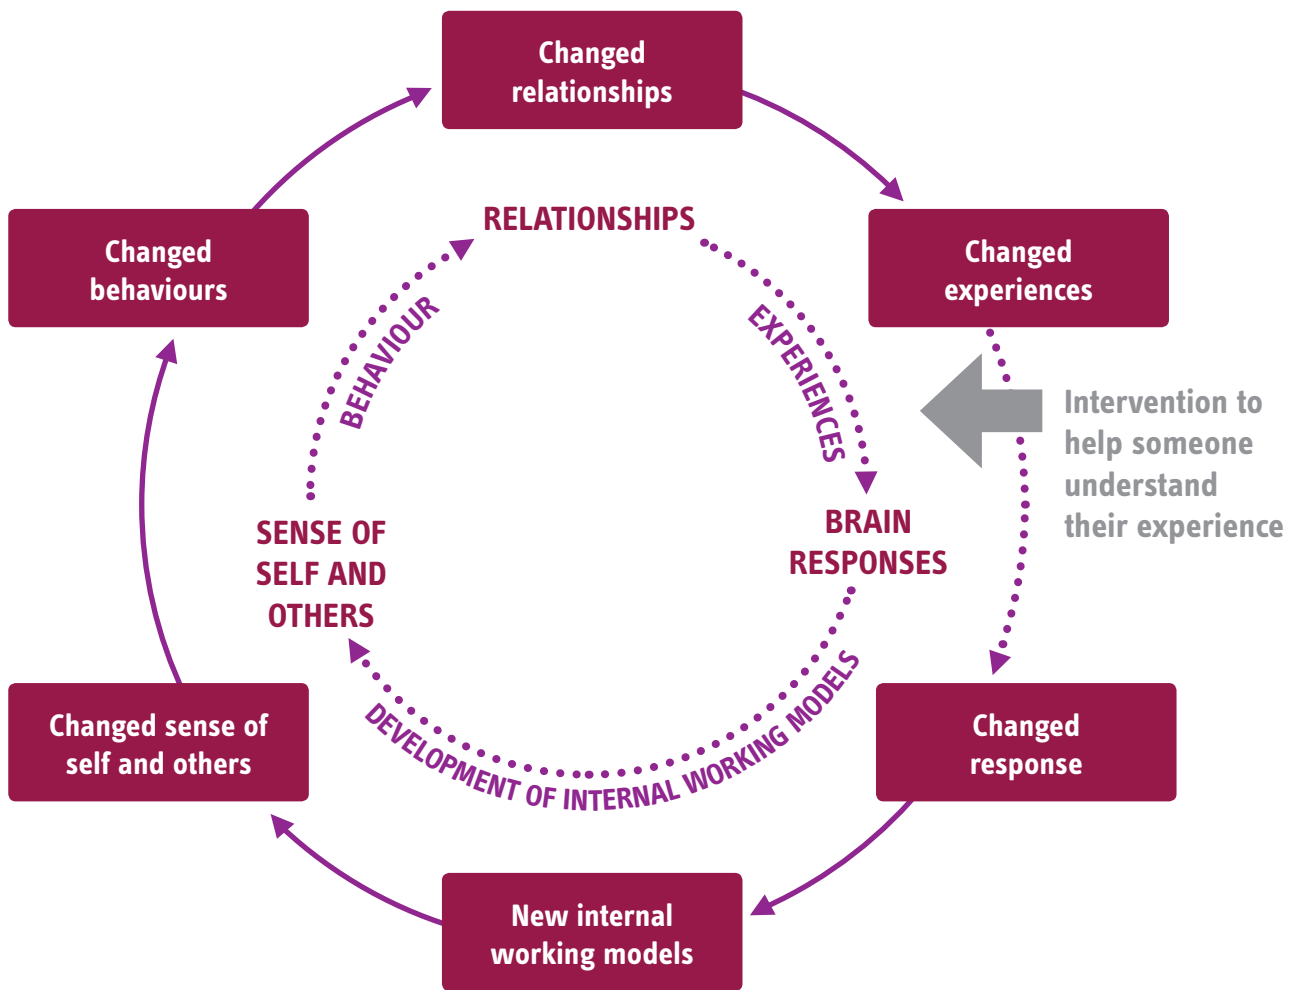 Changed
relationships
Changed
behaviours
RELATIONSHIPS
Changed
experiences
BEHAVIOUR
EXPERIENCES
Intervention to
help someone
understand
their experience
SENSE OF
SELF AND
OTHERS
BRAIN
RESPONSES
DEVELOPMENT OF INTERNAL WORKING MODELS
Changed sense of
self and others
Changed
response
New internal
working models